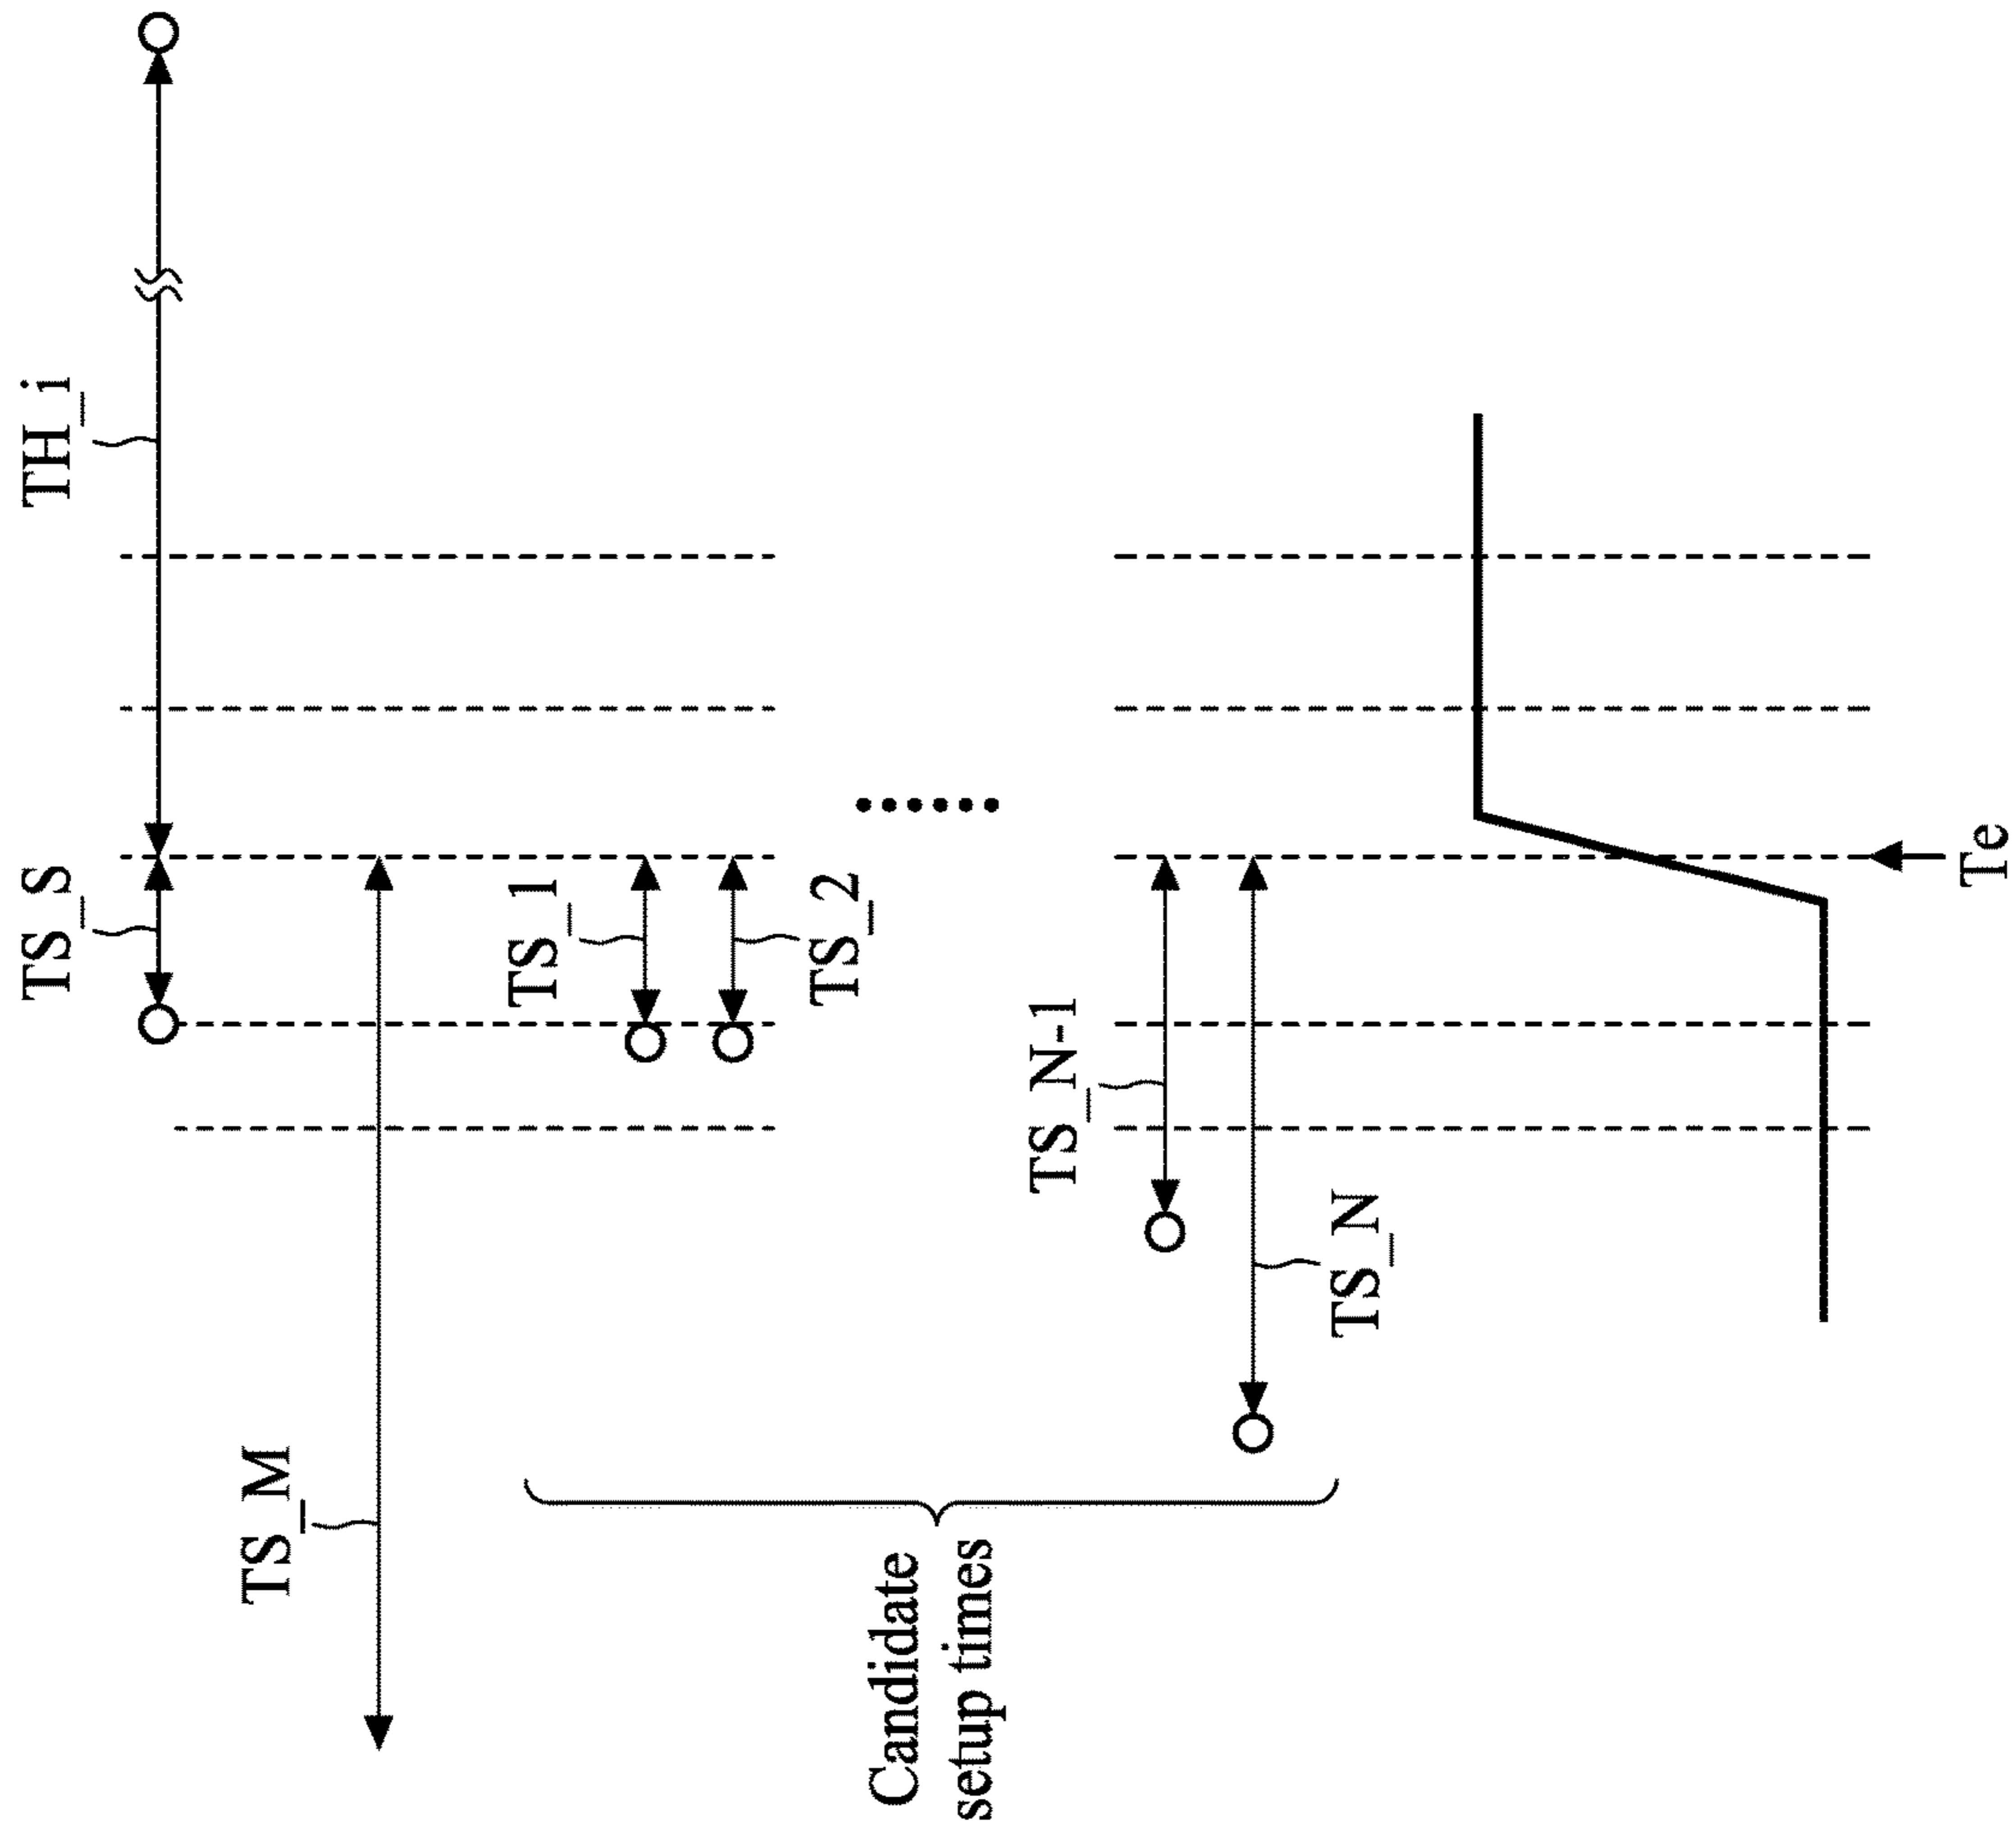 TS_S
TH_i
TS_M
TS_1
TS_2
Candidate
setup times
TS_N-1
TS_N
Te